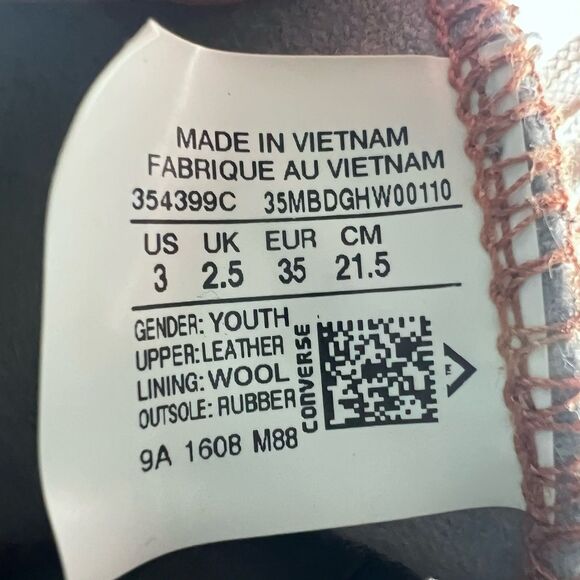 MADE IN VIETNAM
FABRIQUE AU VIETNAM
354399C 35MBDGHW00110
US UK EUR CM
3 2.5 35 21.5
GENDER: YOUTH
UPPER: LEATHER
LINING: WOOL
OUTSOLE: RUBBER
9A 1608 M88
CONVERSE
E